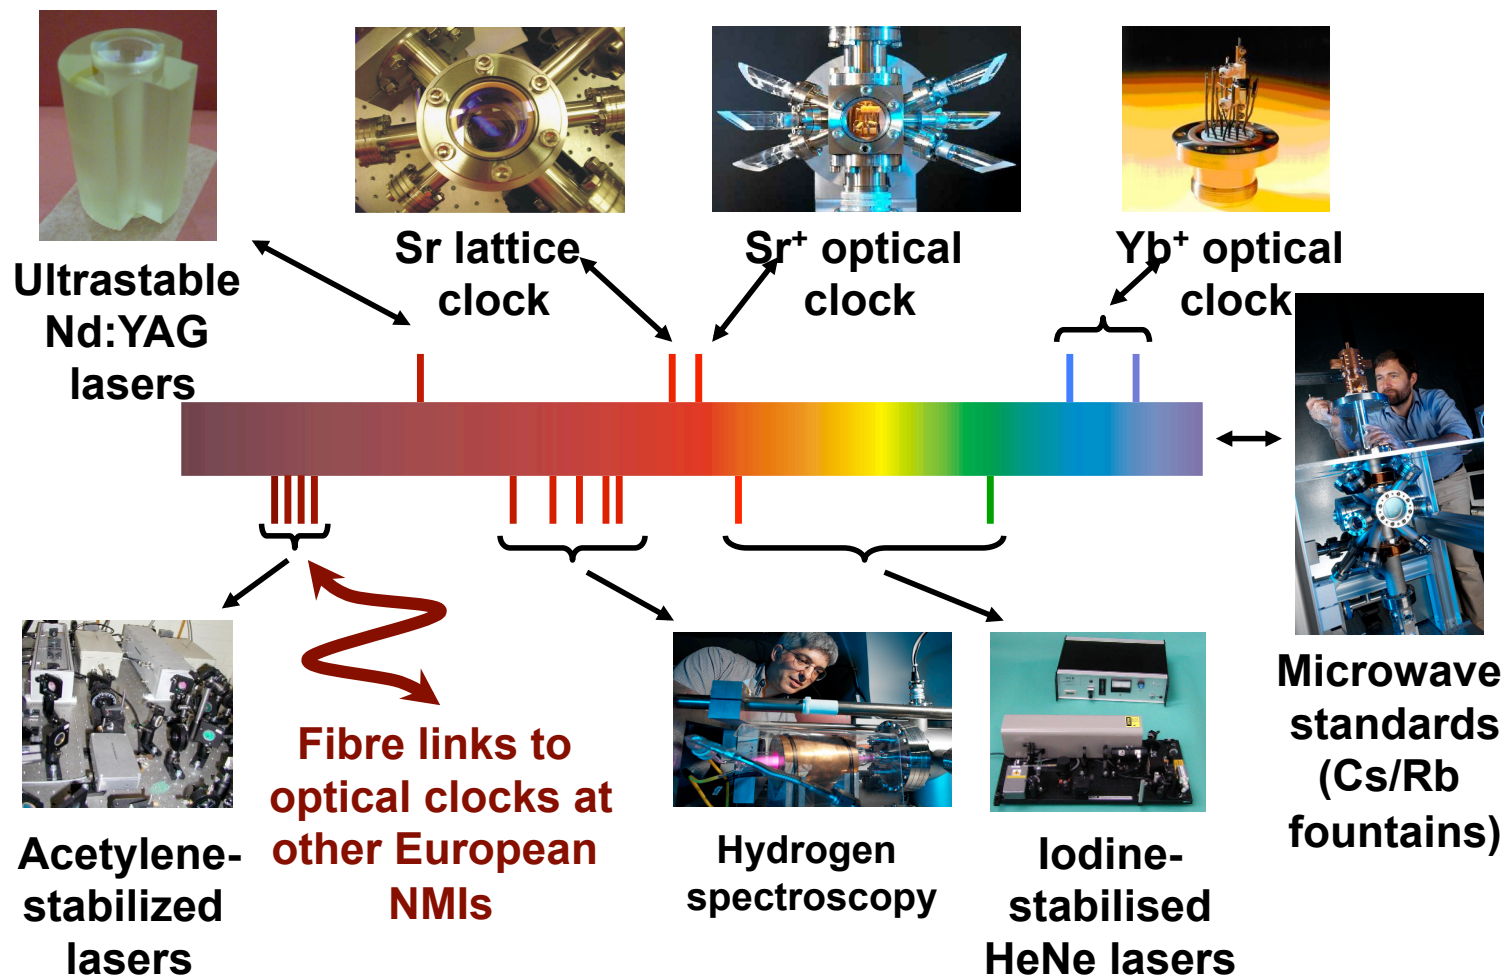 Ultrastable
Nd:YAG
lasers
Sr lattice
clock
Sr⁺ optical
clock
Yb⁺ optical
clock
Microwave
standards
(Cs/Rb
fountains)
Acetylene-
stabilized
lasers
Fibre links to
optical clocks at
other European
NMIs
Hydrogen
spectroscopy
Iodine-
stabilised
HeNe lasers